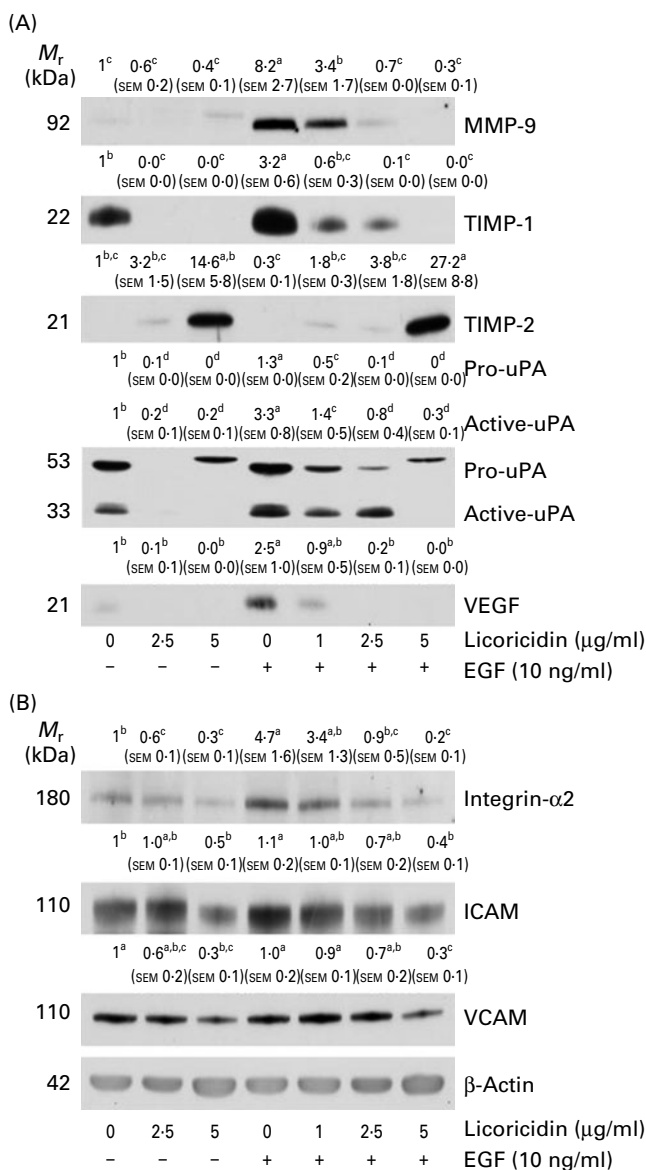 (A)
Mr
(kDa)
1c 0·6c 0·4c 8·2a 3·4b 0·7c 0·3c
(SEM 0·2) (SEM 0·1) (SEM 2·7) (SEM 1·7) (SEM 0·0) (SEM 0·1)
92 MMP-9
1b 0·0c 0·0c 3·2a 0·6b,c 0·1c 0·0c
(SEM 0·0) (SEM 0·0) (SEM 0·6) (SEM 0·3) (SEM 0·0) (SEM 0·0)
22 TIMP-1
1b,c 3·2b,c 14·6a,b 0·3c 1·8b,c 3·8b,c 27·2a
(SEM 1·5) (SEM 5·8) (SEM 0·1) (SEM 0·3) (SEM 1·8) (SEM 8·8)
21 TIMP-2
1b 0·1d 0d 1·3a 0·5c 0·1d 0d Pro-uPA
(SEM 0·0) (SEM 0·0) (SEM 0·0) (SEM 0·2) (SEM 0·0) (SEM 0·0)
1b 0·2d 0·2d 3·3a 1·4c 0·8d 0·3d Active-uPA
(SEM 0·1) (SEM 0·1) (SEM 0·8) (SEM 0·5) (SEM 0·4) (SEM 0·1)
53 Pro-uPA
33 Active-uPA
1b 0·1b 0·0b 2·5a 0·9a,b 0·2b 0·0b
(SEM 0·1) (SEM 0·0) (SEM 1·0) (SEM 0·5) (SEM 0·1) (SEM 0·0)
21 VEGF
0 2·5 5 0 1 2·5 5 Licoricidin (μg/ml)
– – – + + + + EGF (10 ng/ml)
(B)
Mr
(kDa)
1b 0·6c 0·3c 4·7a 3·4a,b 0·9b,c 0·2c
(SEM 0·1) (SEM 0·1) (SEM 1·6) (SEM 1·3) (SEM 0·5) (SEM 0·1)
180 Integrin-α2
1b 1·0a,b 0·5b 1·1a 1·0a,b 0·7a,b 0·4b
(SEM 0·1) (SEM 0·1) (SEM 0·2) (SEM 0·1) (SEM 0·2) (SEM 0·1)
110 ICAM
1a 0·6a,b,c 0·3b,c 1·0a 0·9a 0·7a,b 0·3c
(SEM 0·2) (SEM 0·1) (SEM 0·2) (SEM 0·1) (SEM 0·2) (SEM 0·1)
110 VCAM
42 β-Actin
0 2·5 5 0 1 2·5 5 Licoricidin (μg/ml)
– – – + + + + EGF (10 ng/ml)